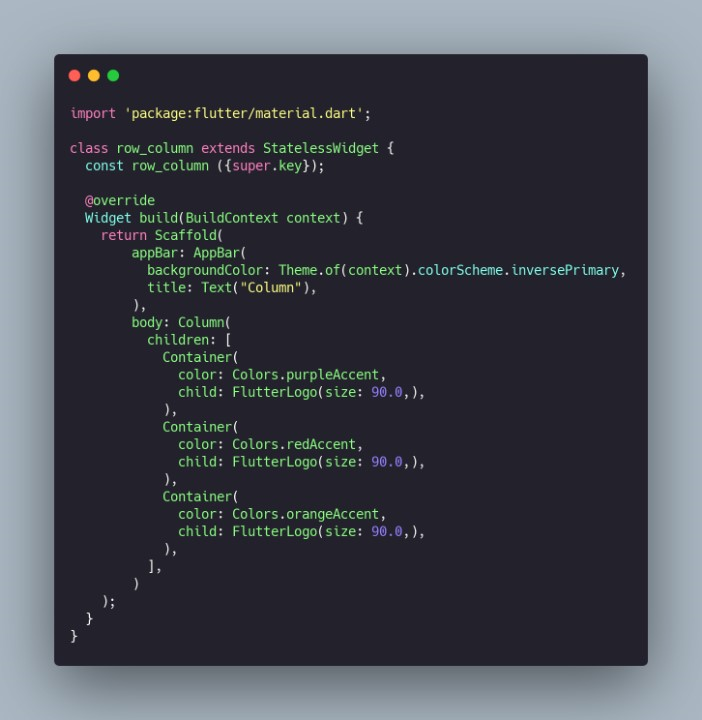 import 'package:flutter/material.dart';

class row_column extends StatelessWidget {
  const row_column ({super.key});

  @override
  Widget build(BuildContext context) {
    return Scaffold(
        appBar: AppBar(
          backgroundColor: Theme.of(context).colorScheme.inversePrimary,
          title: Text("Column"),
        ),
        body: Column(
          children: [
            Container(
              color: Colors.purpleAccent,
              child: FlutterLogo(size: 90.0,),
            ),
            Container(
              color: Colors.redAccent,
              child: FlutterLogo(size: 90.0,),
            ),
            Container(
              color: Colors.orangeAccent,
              child: FlutterLogo(size: 90.0,),
            ),
          ],
        )
    );
  }
}